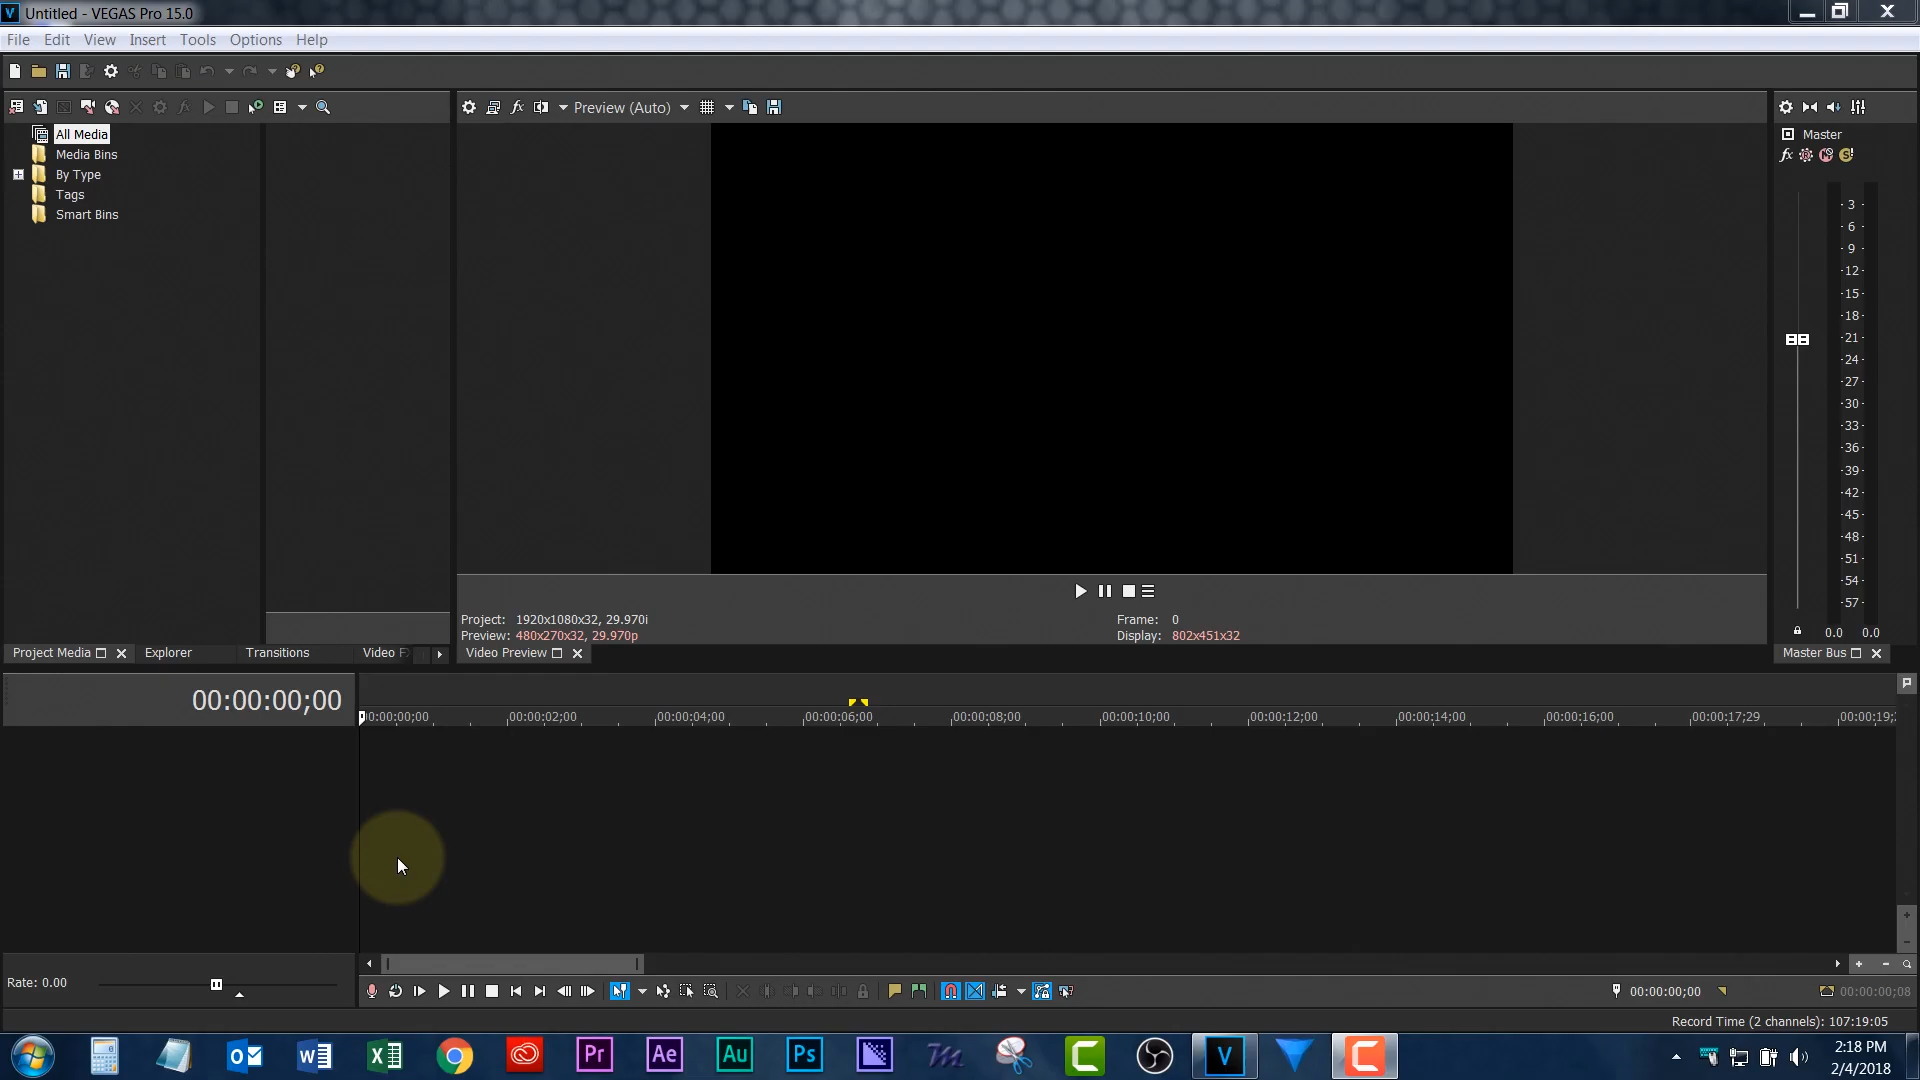 Untitled - VEGAS Pro 15.0
File Edit View Insert Tools Options Help
Preview (Auto)
All Media
Media Bins
By Type
Tags
Smart Bins
Master
3
6
9
12
15
18
21
24
27
30
33
36
39
42
45
48
51
54
57
0.0 0.0
Project: 1920x1080x32, 29.970i
Preview: 480x270x32, 29.970p
Frame: 0
Display: 802x451x32
Project Media Explorer Transitions Video
Video Preview
Master Bus
00:00:00;00
00:00:00;00 00:00:02;00 00:00:04;00 00:00:06;00 00:00:08;00 00:00:10;00 00:00:12;00 00:00:14;00 00:00:16;00 00:00:17;29 00:00:19;
Rate: 0.00
00:00:00;00 00:00:00;08
Record Time (2 channels): 107:19:05
Pr Ae Au Ps
2:18 PM
2/4/2018